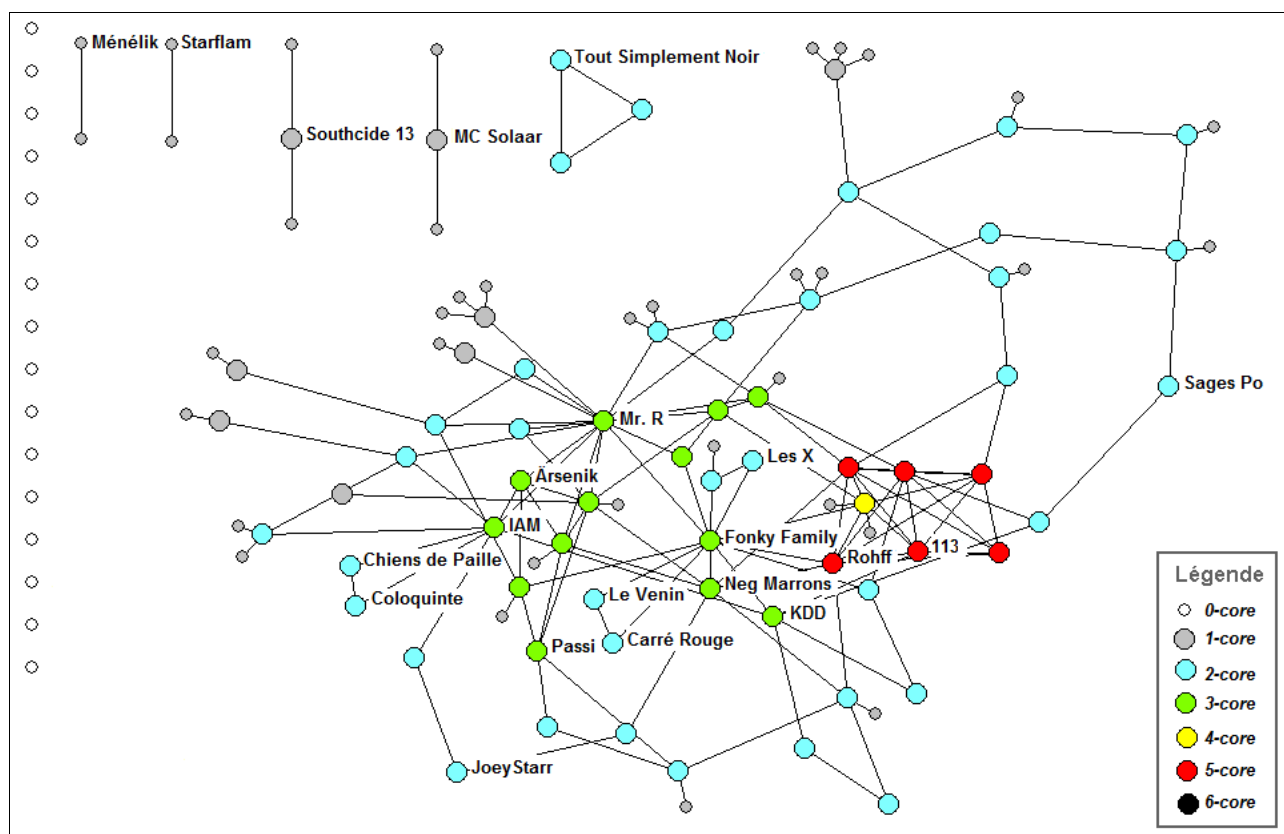 Ménélik
Starflam
Southcide 13
MC Solaar
Tout Simplement Noir
Sages Po
Mr. R
Les X
Ärsenik
IAM
Fonky Family
113
Rohff
Chiens de Paille
Neg Marrons
Coloquinte
Le Venin
KDD
Carré Rouge
Passi
JoeyStarr
Légende
0-core
1-core
2-core
3-core
4-core
5-core
6-core